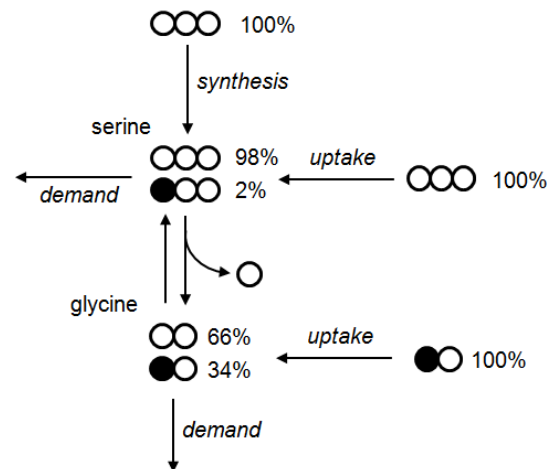 100%
synthesis
serine
98%
uptake
2%
100%
demand
glycine
66%
uptake
34%
100%
demand